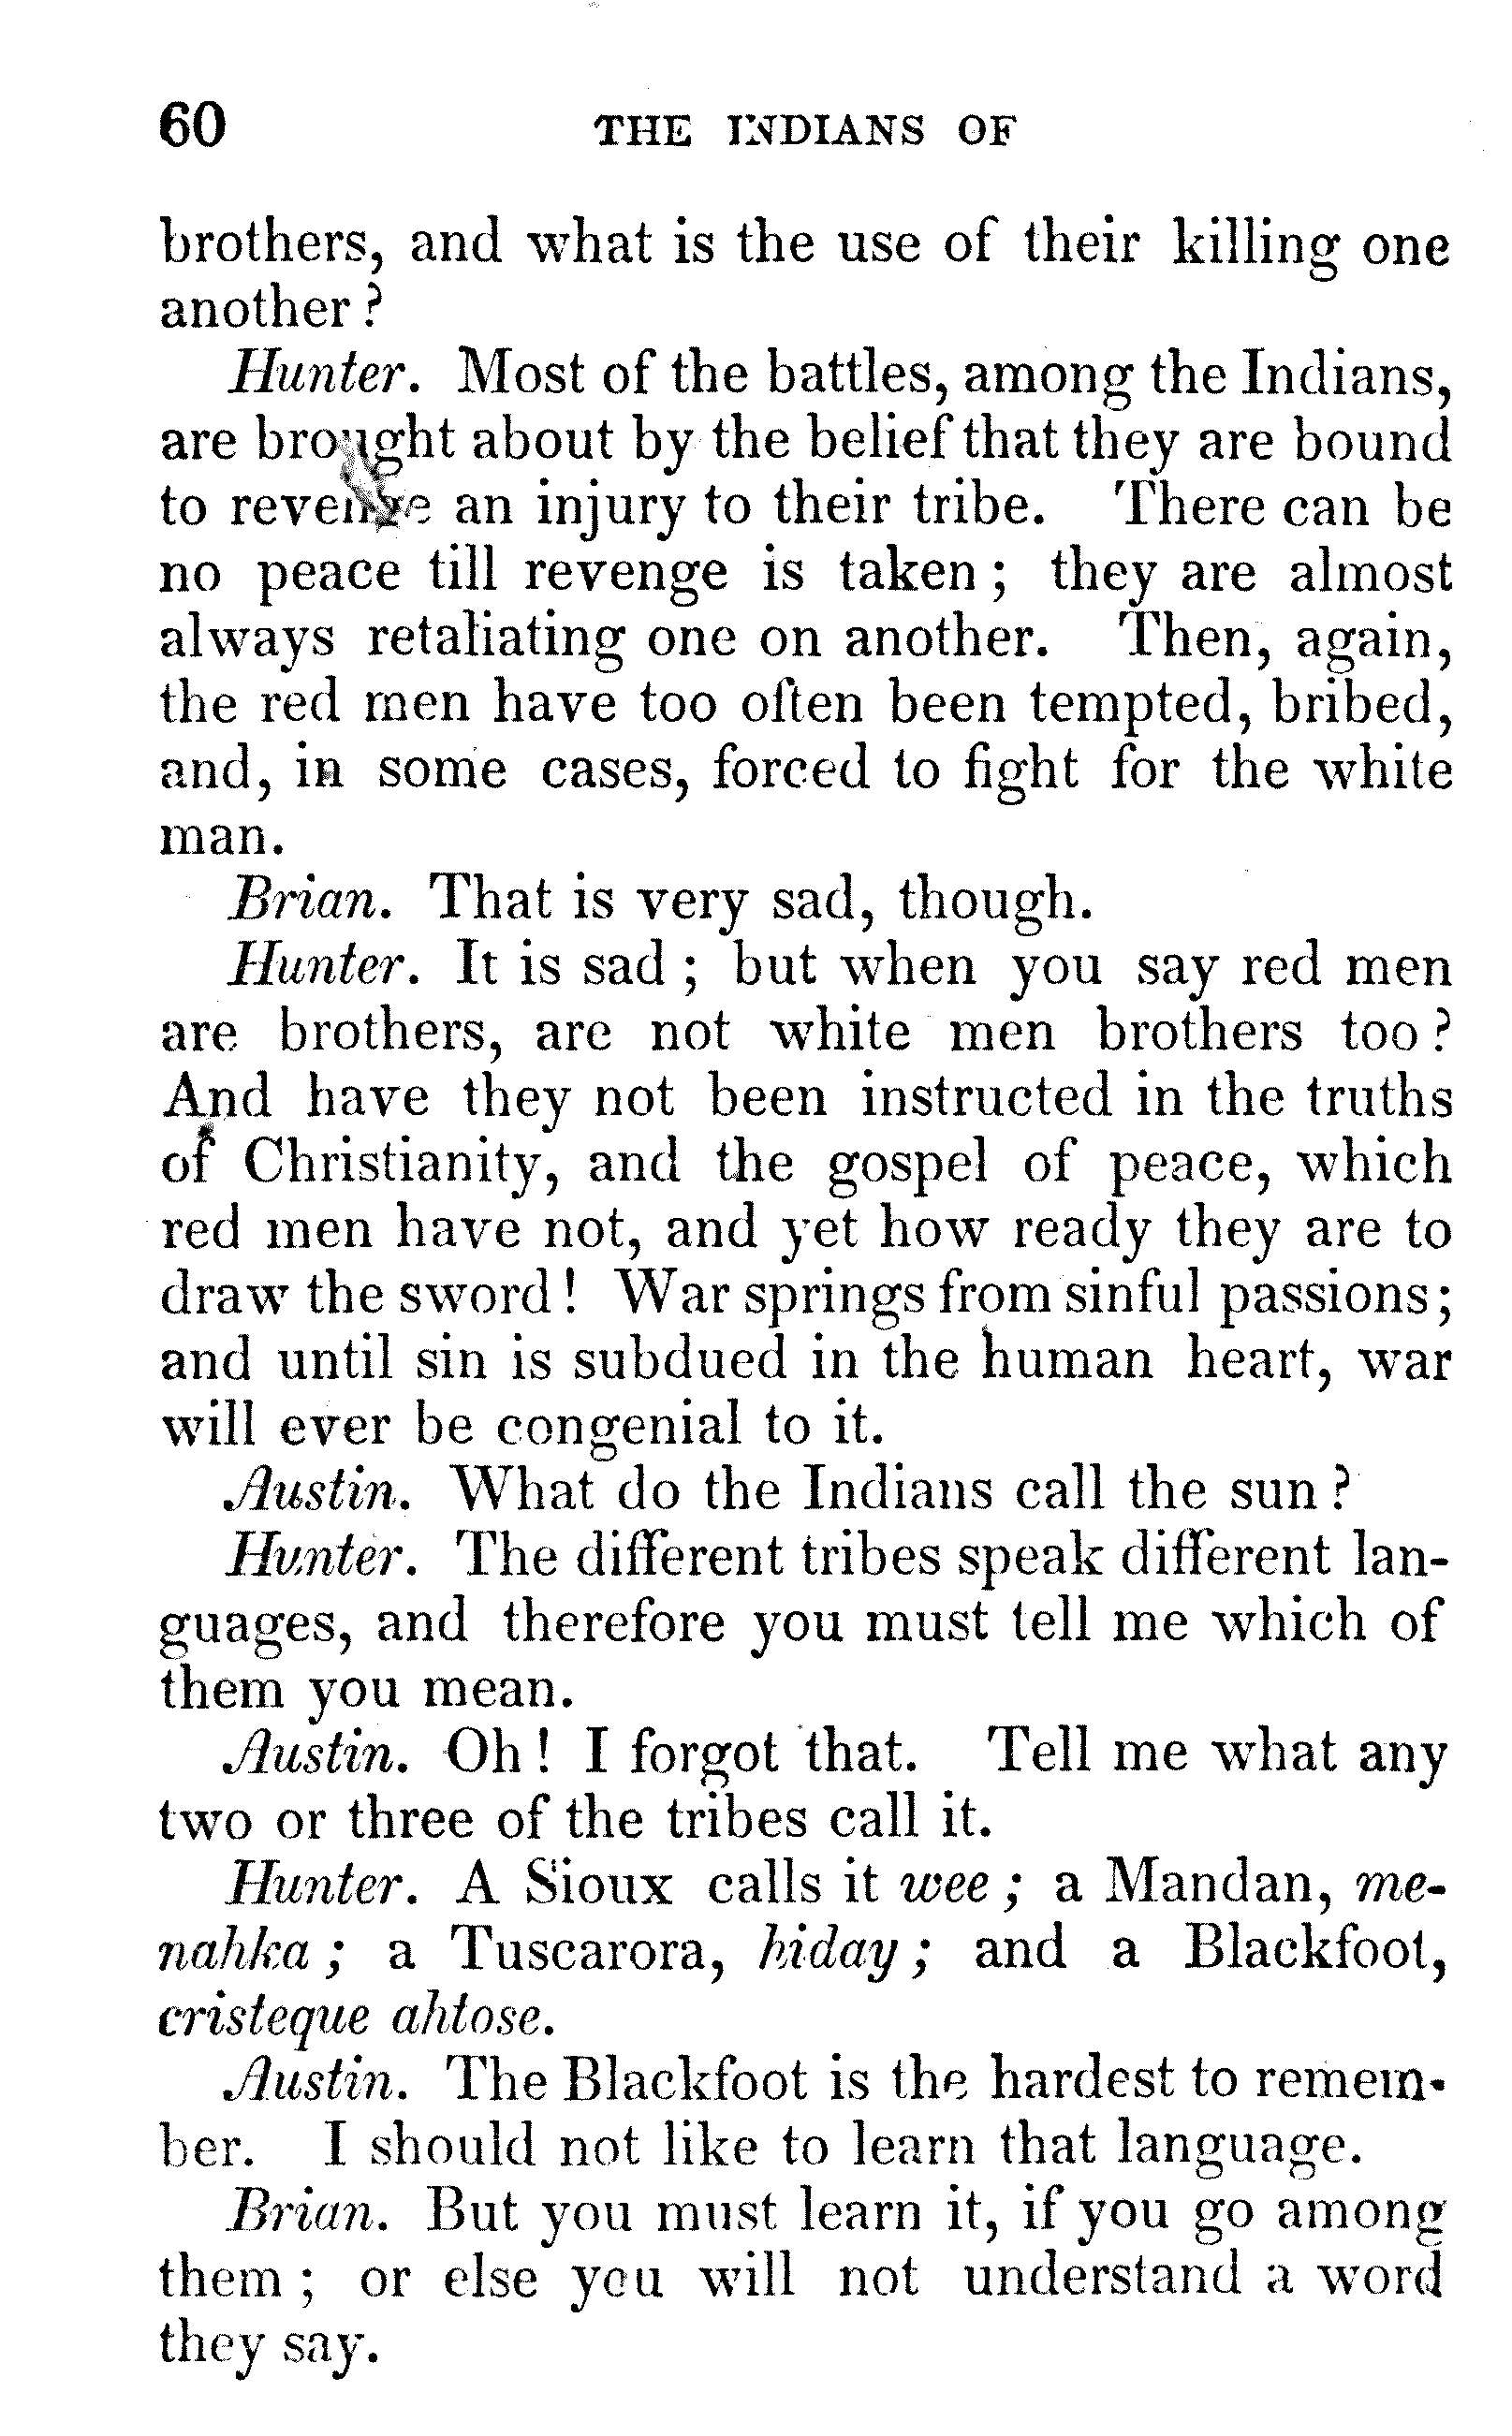 60 THE INDIANS OF
brothers, and what is the use of their killing one
another?
Hunter. Most of the battles, among the Indians,
are brought about by the belief that they are bound
to revenge an injury to their tribe. There can be
no peace till revenge is taken; they are almost
always retaliating one on another. Then, again,
the red men have too often been tempted, bribed,
and, in some cases, forced to fight for the white
man.
Brian. That is very sad, though.
Hunter. It is sad; but when you say red men
are brothers, are not white men brothers too?
And have they not been instructed in the truths
of Christianity, and the gospel of peace, which
red men have not, and yet how ready they are to
draw the sword! War springs from sinful passions;
and until sin is subdued in the human heart, war
will ever be congenial to it.
Austin. What do the Indians call the sun?
Hunter. The different tribes speak different lan-
guages, and therefore you must tell me which of
them you mean.
Austin. Oh! I forgot that. Tell me what any
two or three of the tribes call it.
Hunter. A Sioux calls it wee; a Mandan, me-
nahka; a Tuscarora, hiday; and a Blackfoot,
cristeque ahtose.
Austin. The Blackfoot is the hardest to remem-
ber. I should not like to learn that language.
Brian. But you must learn it, if you go among
them; or else you will not understand a word
they say.